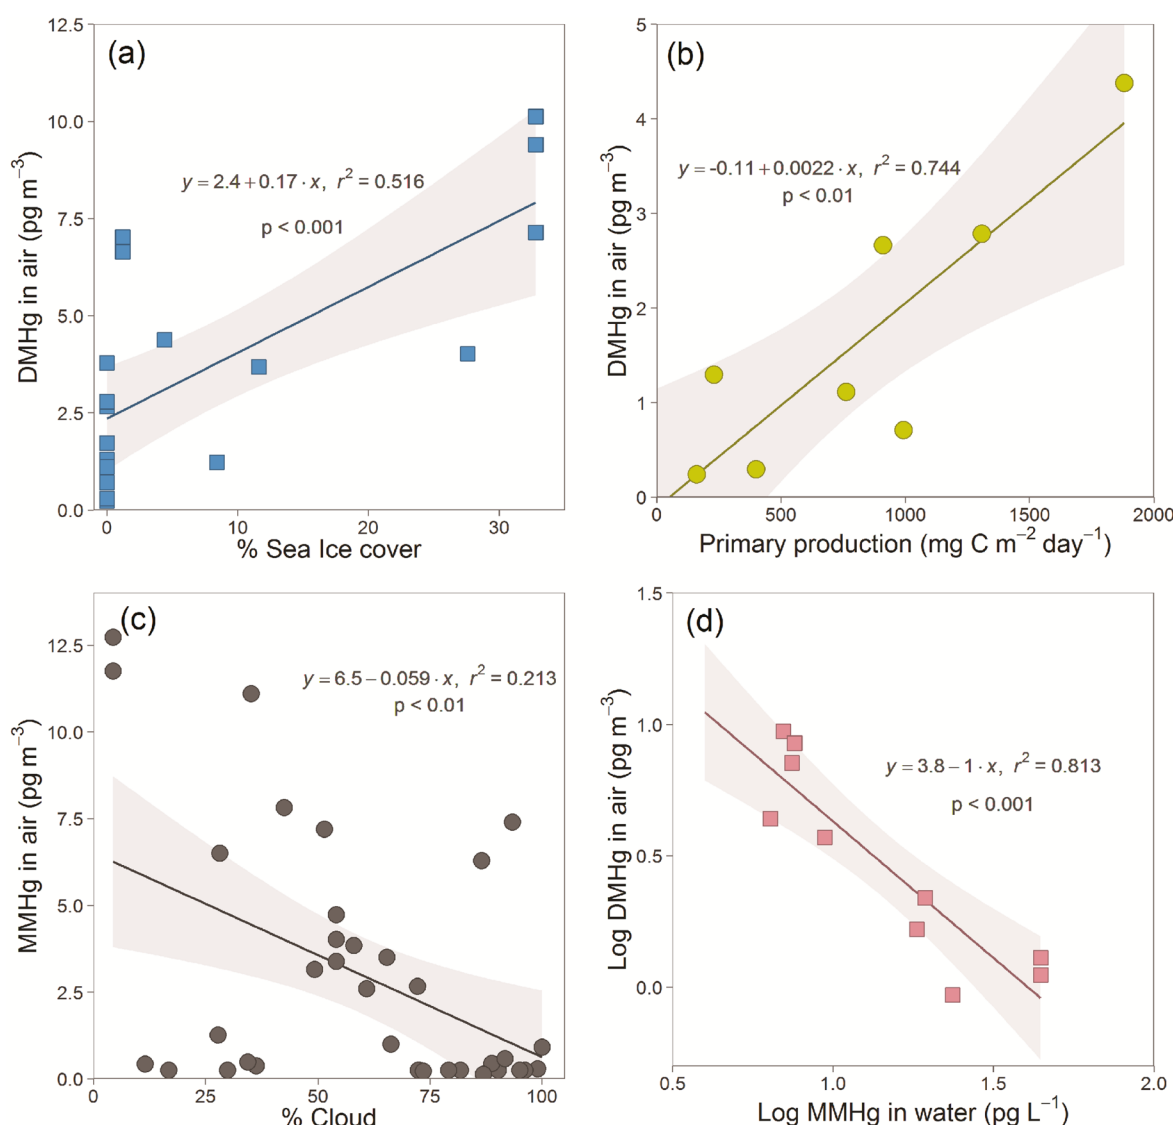 (a)
12.5
10.0
7.5
5.0
2.5
0.0
DMHg in air (pg m⁻³)
y = 2.4 + 0.17 · x, r² = 0.516
p < 0.001
0 10 20 30
% Sea Ice cover
(b)
5
4
3
2
1
0
DMHg in air (pg m⁻³)
y = -0.11 + 0.0022 · x, r² = 0.744
p < 0.01
0 500 1000 1500 2000
Primary production (mg C m⁻² day⁻¹)
(c)
12.5
10.0
7.5
5.0
2.5
0.0
MMHg in air (pg m⁻³)
y = 6.5 − 0.059 · x, r² = 0.213
p < 0.01
0 25 50 75 100
% Cloud
(d)
1.5
1.0
0.5
0.0
Log DMHg in air (pg m⁻³)
y = 3.8 − 1 · x, r² = 0.813
p < 0.001
0.5 1.0 1.5 2.0
Log MMHg in water (pg L⁻¹)